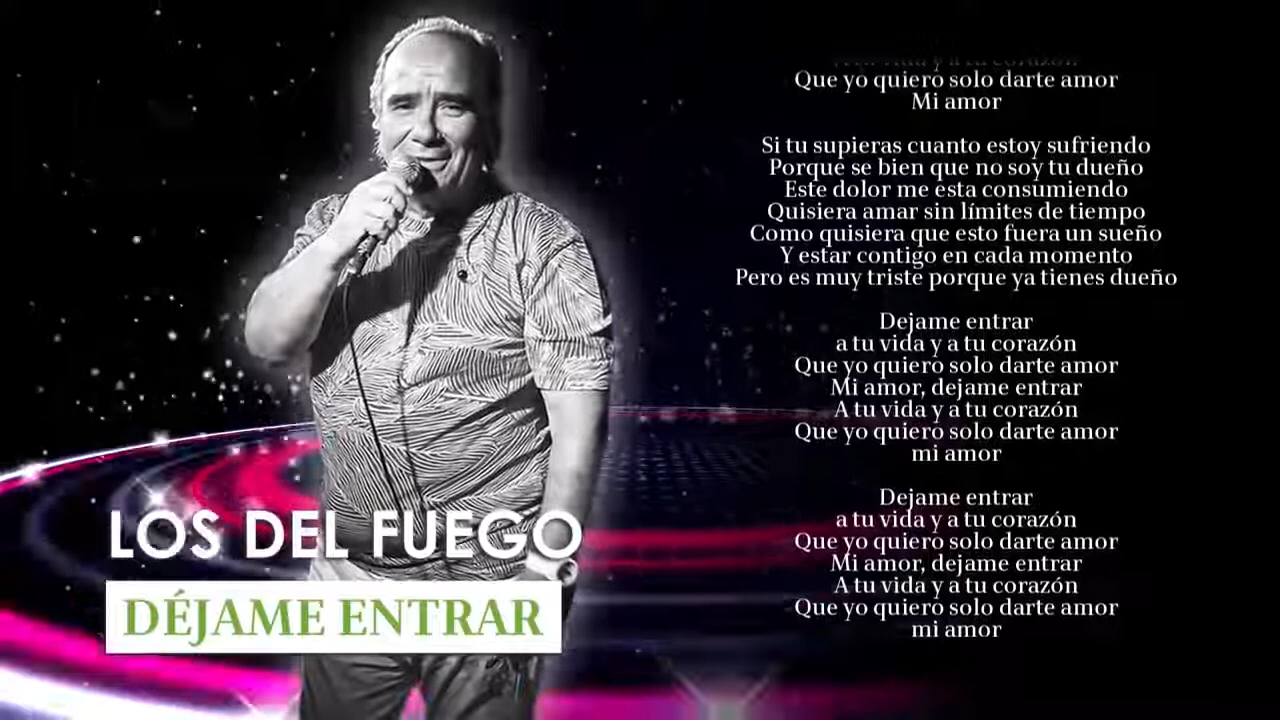 LOS DEL FUEGO
DÉJAME ENTRAR
Que yo quiero solo darte amor
Mi amor
Si tu supieras cuanto estoy sufriendo
Porque se bien que no soy tu dueño
Este dolor me esta consumiendo
Quisiera amar sin límites de tiempo
Como quisiera que esto fuera un sueño
Y estar contigo en cada momento
Pero es muy triste porque ya tienes dueño
Dejame entrar
a tu vida y a tu corazón
Que yo quiero solo darte amor
Mi amor, dejame entrar
A tu vida y a tu corazón
Que yo quiero solo darte amor
mi amor
Dejame entrar
a tu vida y a tu corazón
Que yo quiero solo darte amor
Mi amor, dejame entrar
A tu vida y a tu corazón
Que yo quiero solo darte amor
mi amor